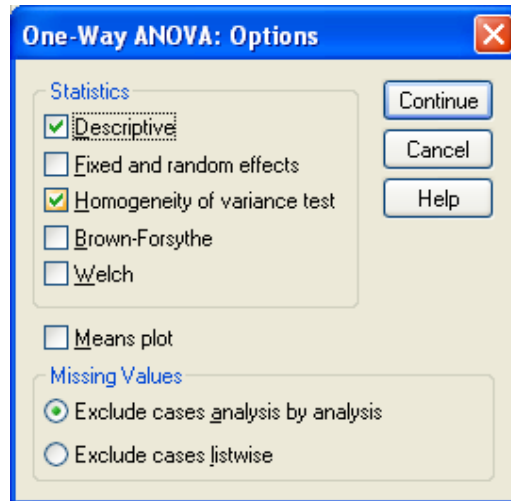 One-Way ANOVA: Options
Statistics
Descriptive
Fixed and random effects
Homogeneity of variance test
Brown-Forsythe
Welch
Continue
Cancel
Help
Means plot
Missing Values
Exclude cases analysis by analysis
Exclude cases listwise